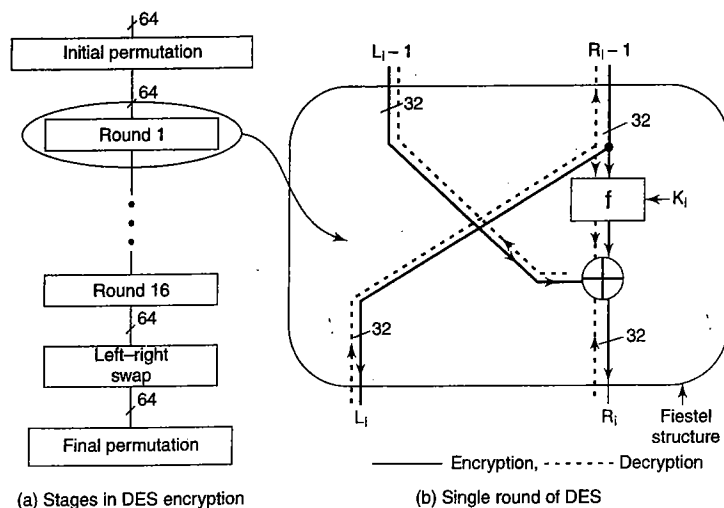 64
Initial permutation
64
Round 1
Round 16
64
Left–right
swap
64
Final permutation
(a) Stages in DES encryption
Li – 1
Ri – 1
32
32
f
Ki
32
32
Li
Ri
Fiestel
structure
Encryption, Decryption
(b) Single round of DES